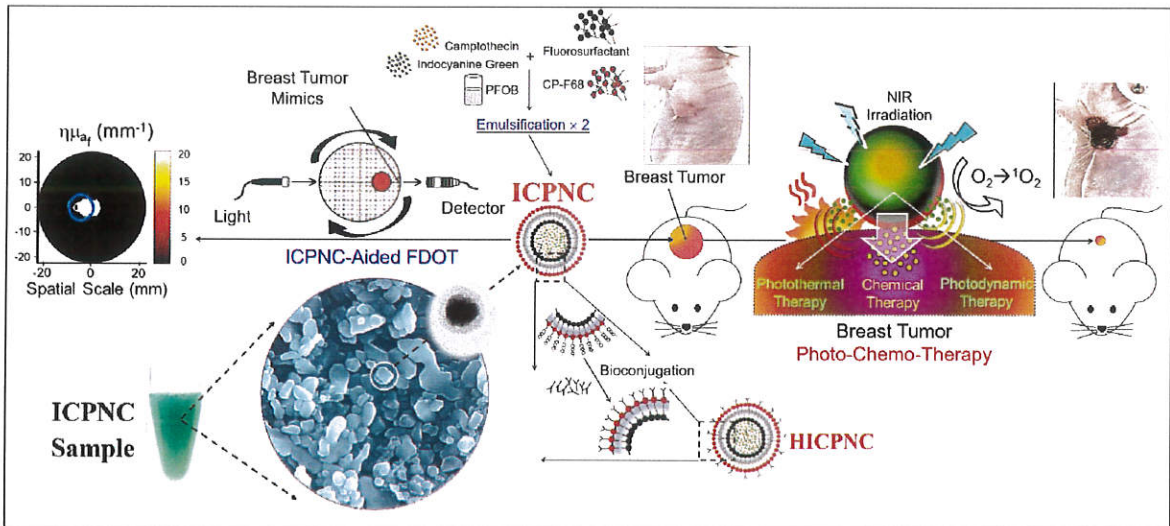 Camplothecin
Indocyanine Green
+
Fluorosurfactant
PFOB
CP-F68
Emulsification × 2
Breast Tumor
Mimics
Light
Detector
ICPNC-Aided FDOT
ημaf (mm-1)
20
10
0
-10
-20
-20
0
20
Spatial Scale (mm)
20
15
10
5
0
ICPNC
Breast Tumor
NIR
Irradiation
O2→1O2
Photothermal
Therapy
Chemical
Therapy
Photodynamic
Therapy
Breast Tumor
Photo-Chemo-Therapy
ICPNC
Sample
Bioconjugation
HICPNC